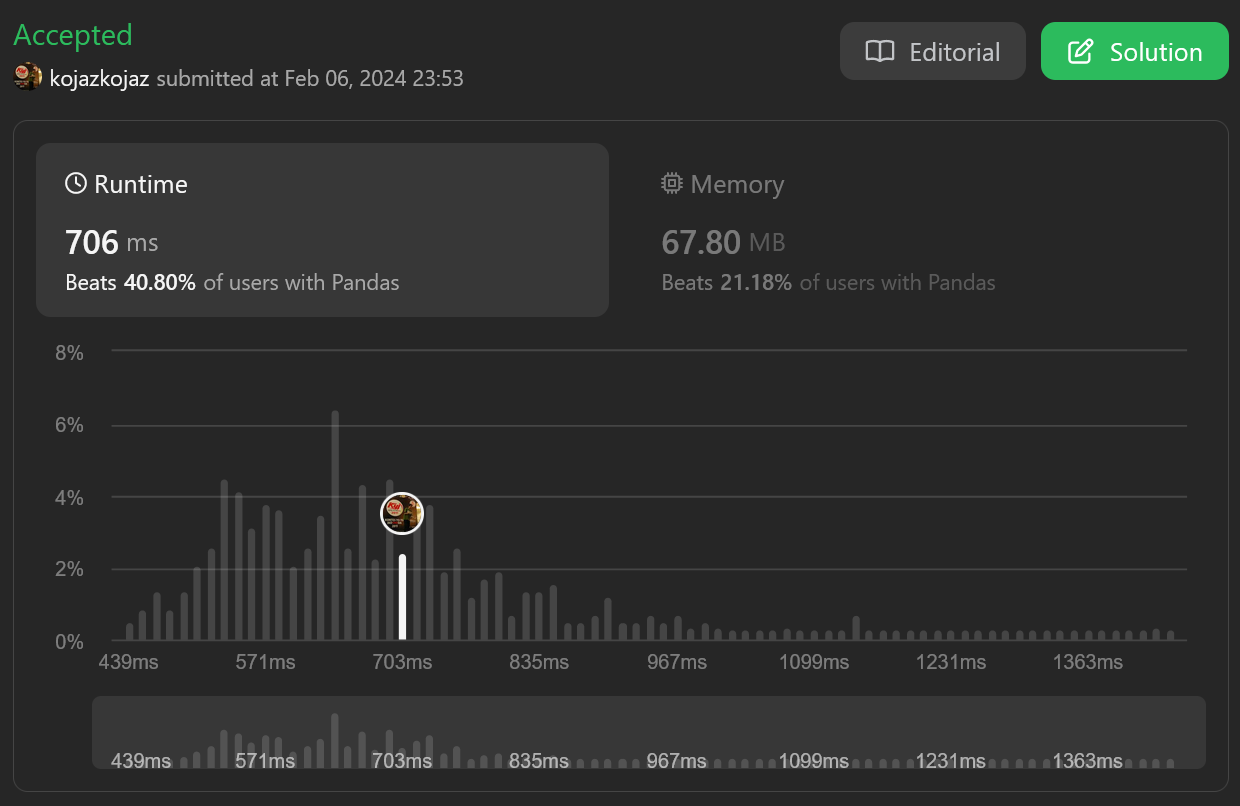 Accepted
Editorial
Solution
kojazkojaz submitted at Feb 06, 2024 23:53
Runtime
706 ms
Beats 40.80% of users with Pandas
Memory
67.80 MB
Beats 21.18% of users with Pandas
8%
6%
4%
2%
0%
439ms 571ms 703ms 835ms 967ms 1099ms 1231ms 1363ms
439ms 571ms 703ms 835ms 967ms 1099ms 1231ms 1363ms